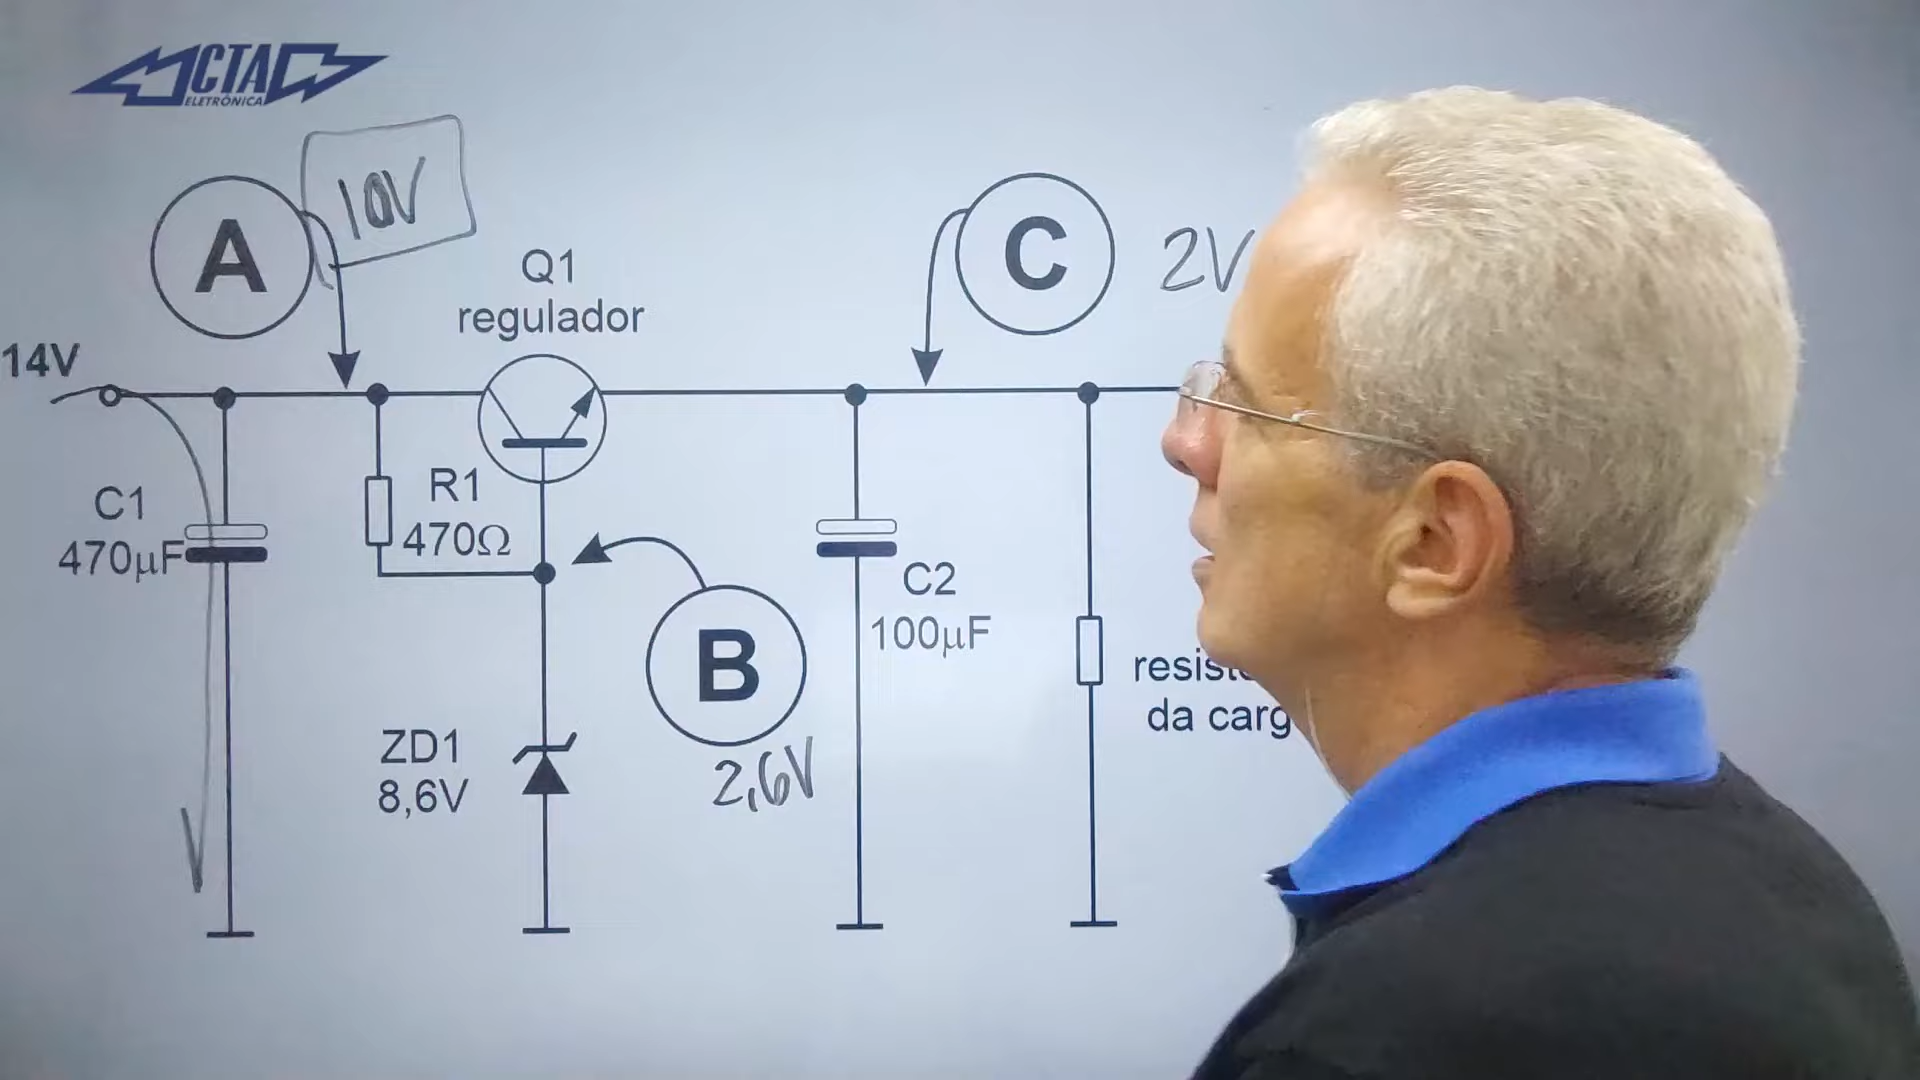 CTA
ELETRÔNICA
A
10V
C
2V
Q1
regulador
14V
C1
470µF
R1
470Ω
B
2,6V
C2
100µF
da
ZD1
8,6V